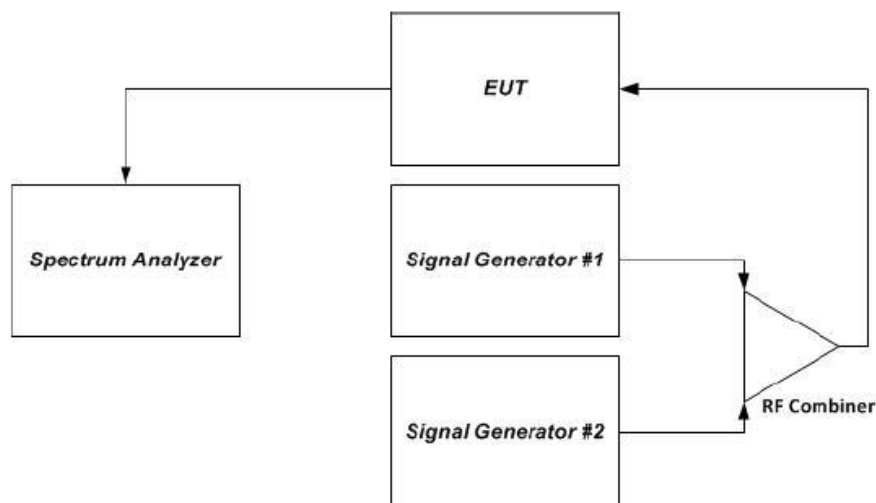 EUT
Spectrum Analyzer
Signal Generator #1
RF Combiner
Signal Generator #2